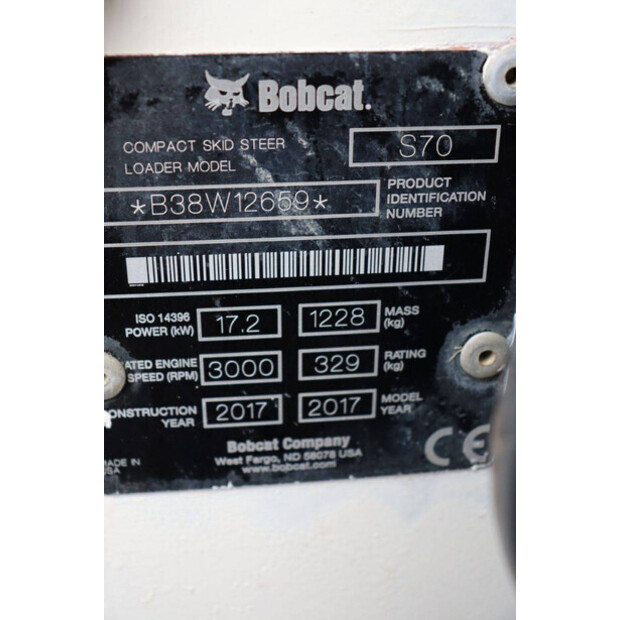 Bobcat.
COMPACT SKID STEER
LOADER MODEL
S70
*B38W12659*
PRODUCT
IDENTIFICATION
NUMBER
ISO 14396
POWER (kW)
17.2
1228
MASS
(kg)
ATED ENGINE
SPEED (RPM)
3000
329
RATING
(kg)
ONSTRUCTION
YEAR
2017
2017
MODEL
YEAR
Bobcat Company
West Fargo, ND 58078 USA
www.bobcat.com
MADE IN
USA
CE